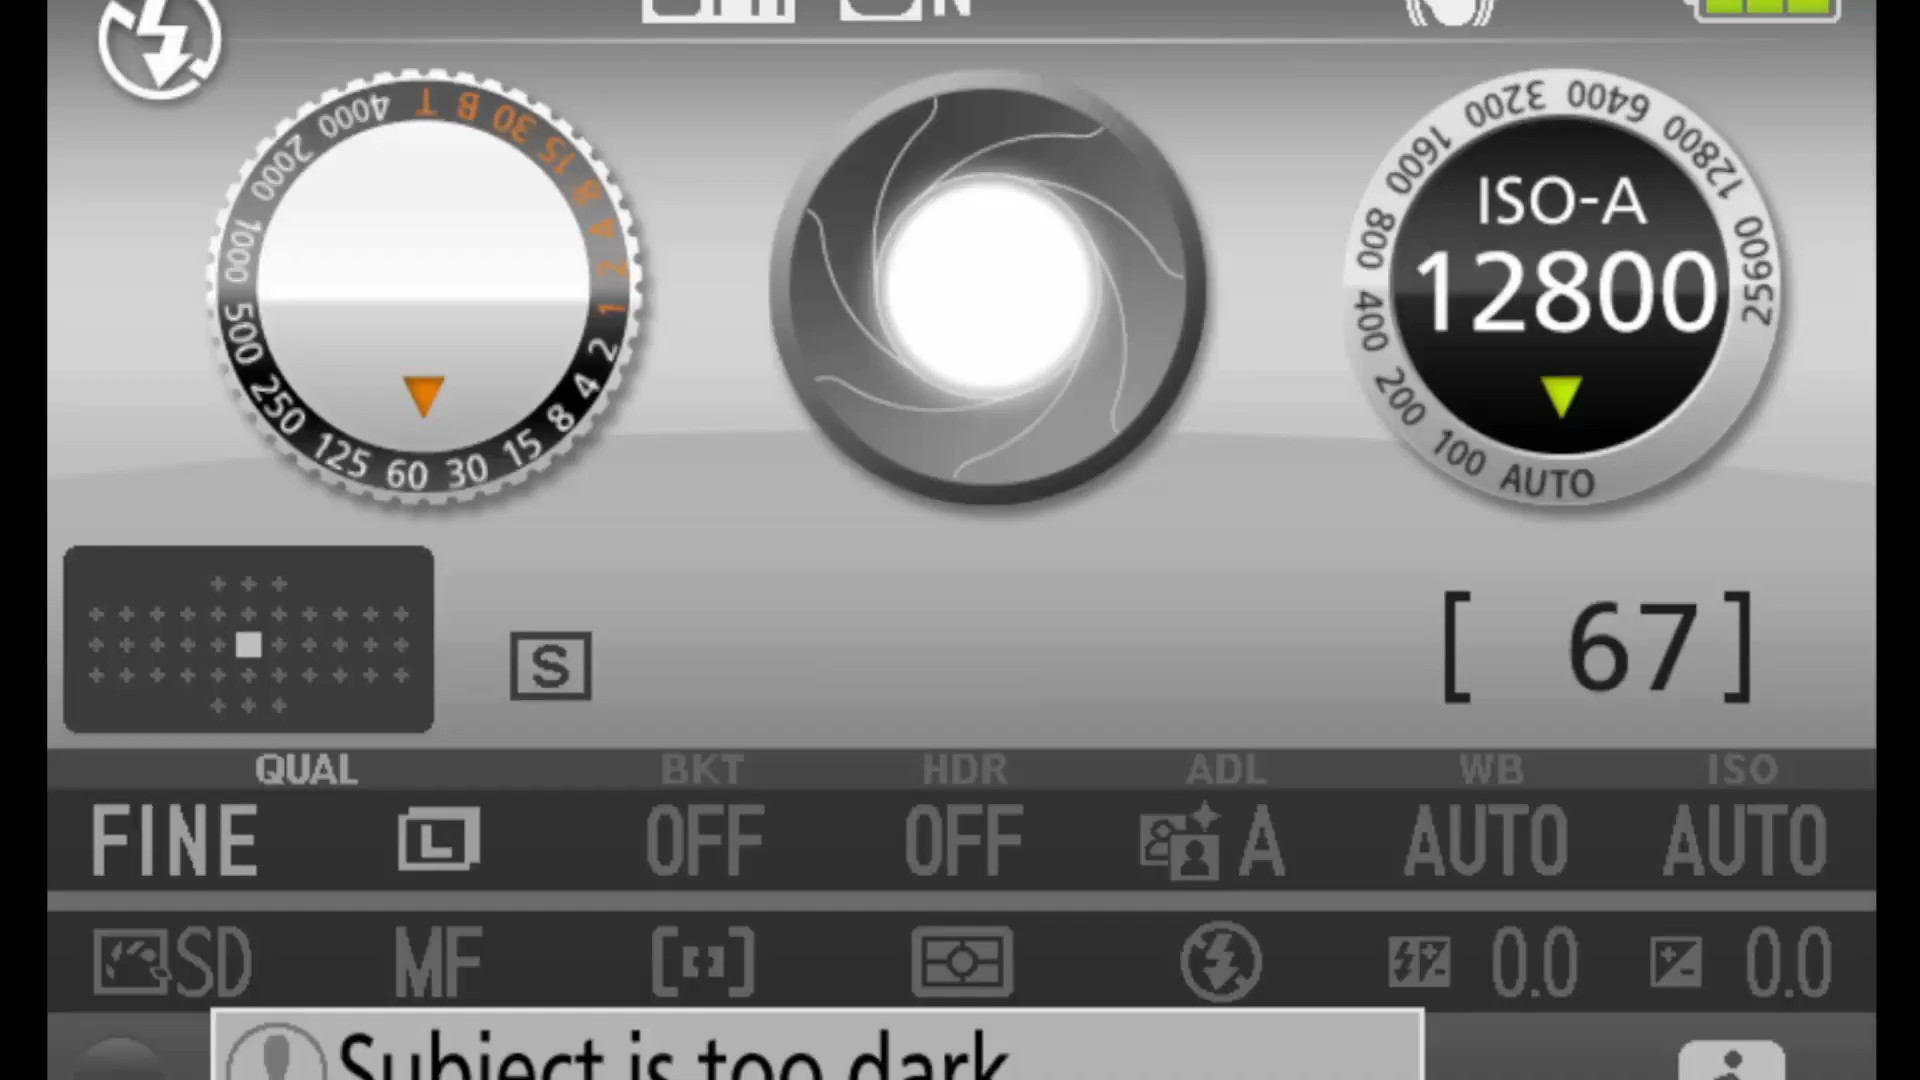 4000 T B 30 15 8 4 2 1 2 4 8 15 30 60 125 250 500 1000 2000
AUTO 100 200 400 800 1600 3200 6400 12800 25600
ISO-A
12800
S
[ 67]
QUAL BKT HDR ADL WB ISO
FINE L OFF OFF A AUTO AUTO
SD MF 0.0 0.0
Subject is too dark